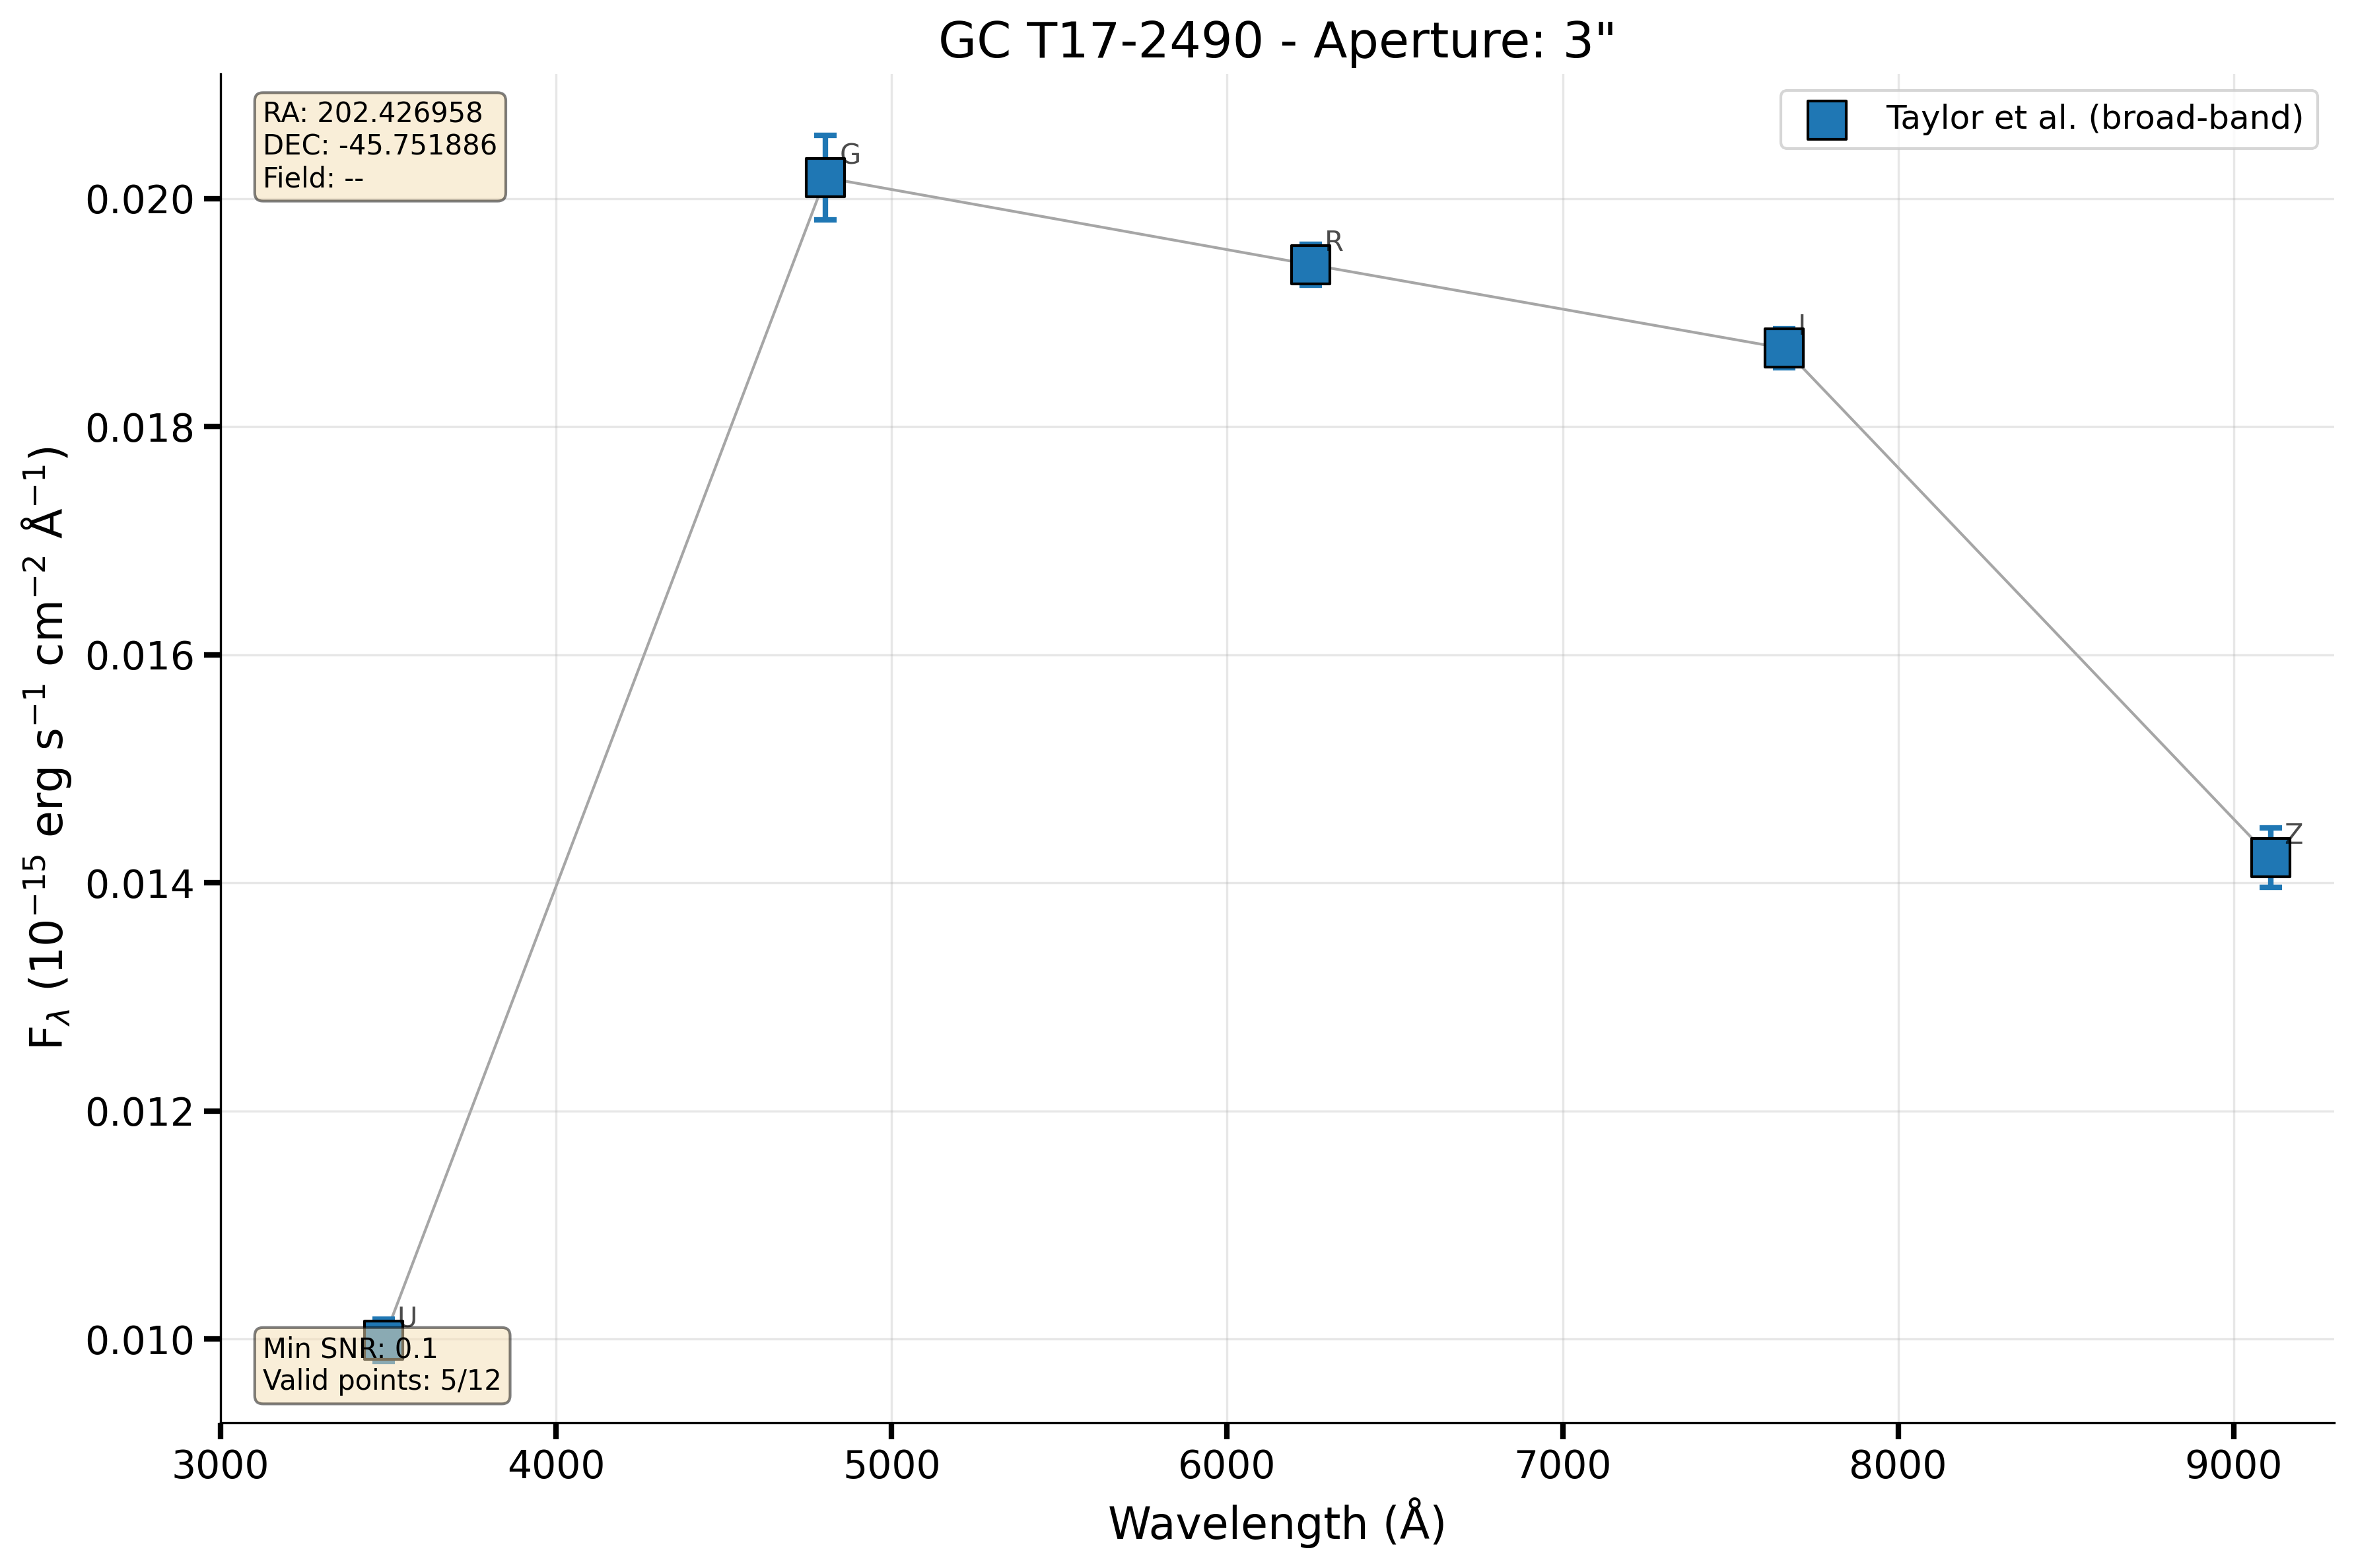 GC T17-2490 - Aperture: 3"
RA: 202.426958
DEC: -45.751886
Field: --
Taylor et al. (broad-band)
G
R
I
Z
U
Min SNR: 0.1
Valid points: 5/12
0.020
0.018
0.016
0.014
0.012
0.010
F_λ (10⁻¹⁵ erg s⁻¹ cm⁻² Å⁻¹)
3000 4000 5000 6000 7000 8000 9000
Wavelength (Å)